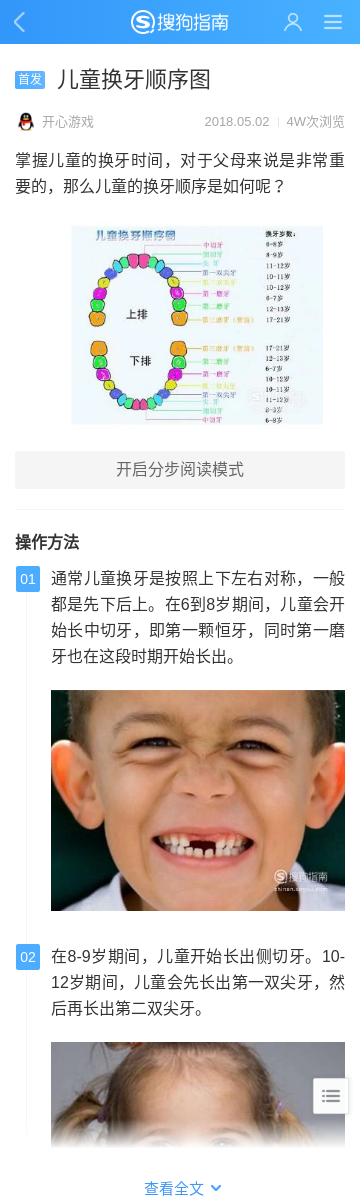 搜狗指南
首发 儿童换牙顺序图
开心游戏 2018.05.02 4W次浏览
掌握儿童的换牙时间，对于父母来说是非常重
要的，那么儿童的换牙顺序是如何呢？
儿童换牙顺序图
换牙岁数：
中切牙 6-8岁
侧切牙 8-9岁
尖 牙 11-12岁
第一双尖牙 10-11岁
第二双尖牙 10-12岁
第一磨牙 6-7岁
第二磨牙 12-13岁
第三磨牙（智齿） 17-21岁
上排
下排
第三磨牙（智齿） 17-21岁
第二磨牙 12-13岁
第一磨牙 6-7岁
第二双尖牙 10-12岁
第一双尖牙 10-11岁
尖 牙 11-12岁
侧切牙 8-9岁
中切牙 6-8岁
开启分步阅读模式
操作方法
01 通常儿童换牙是按照上下左右对称，一般
都是先下后上。在6到8岁期间，儿童会开
始长中切牙，即第一颗恒牙，同时第一磨
牙也在这段时期开始长出。
搜狗指南
zhinan.sogou.com
02 在8-9岁期间，儿童开始长出侧切牙。10-
12岁期间，儿童会先长出第一双尖牙，然
后再长出第二双尖牙。
查看全文